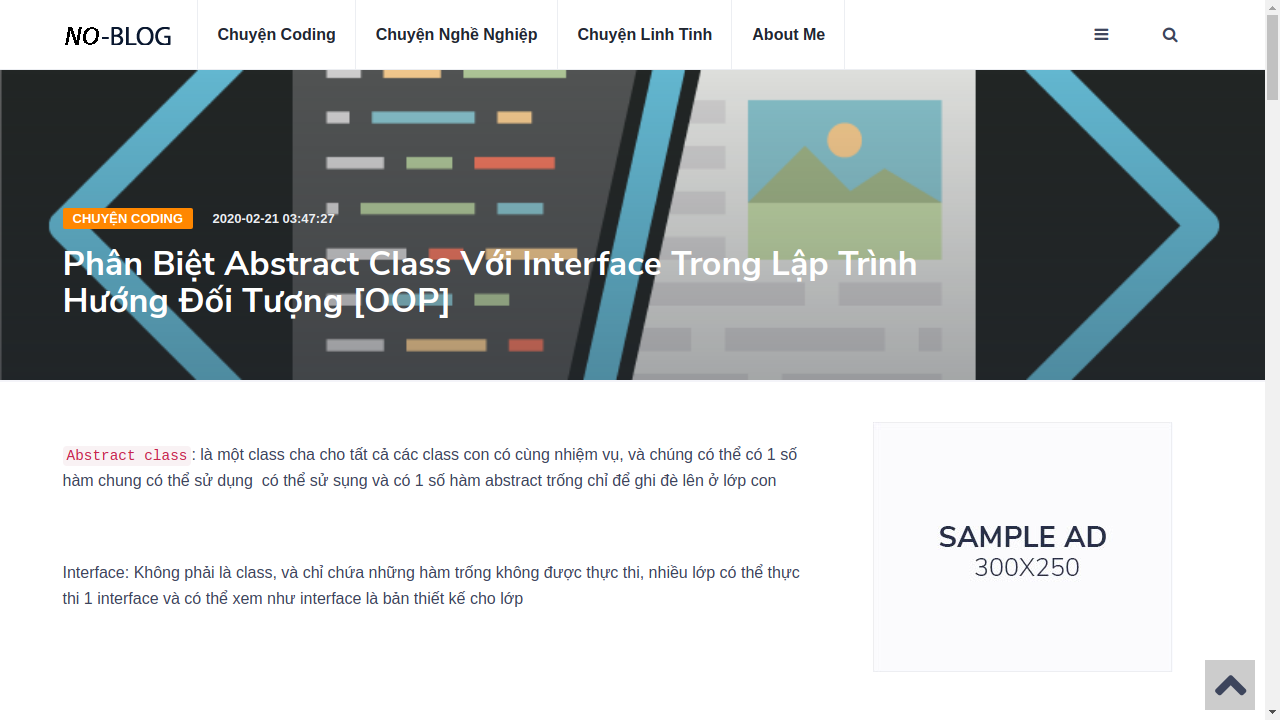 NO-BLOG
Chuyện Coding
Chuyện Nghề Nghiệp
Chuyện Linh Tinh
About Me
CHUYỆN CODING
2020-02-21 03:47:27
Phân Biệt Abstract Class Với Interface Trong Lập Trình
Hướng Đối Tượng [OOP]
Abstract class: là một class cha cho tất cả các class con có cùng nhiệm vụ, và chúng có thể có 1 số
hàm chung có thể sử dụng  có thể sử sụng và có 1 số hàm abstract trống chỉ để ghi đè lên ở lớp con
Interface: Không phải là class, và chỉ chứa những hàm trống không được thực thi, nhiều lớp có thể thực
thi 1 interface và có thể xem như interface là bản thiết kế cho lớp
SAMPLE AD
300X250